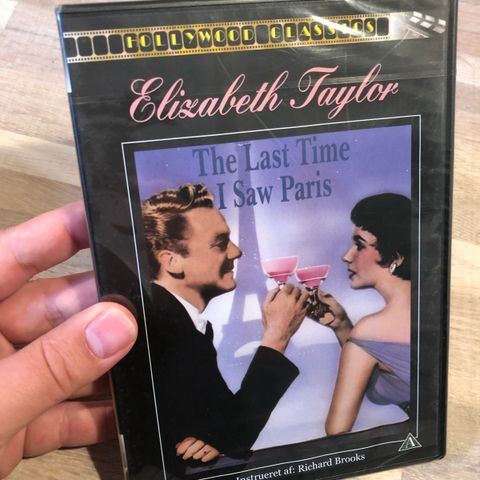 HOLLYWOOD CLASSICS
Elizabeth Taylor
The Last Time
I Saw Paris
Instrueret af: Richard Brooks
A